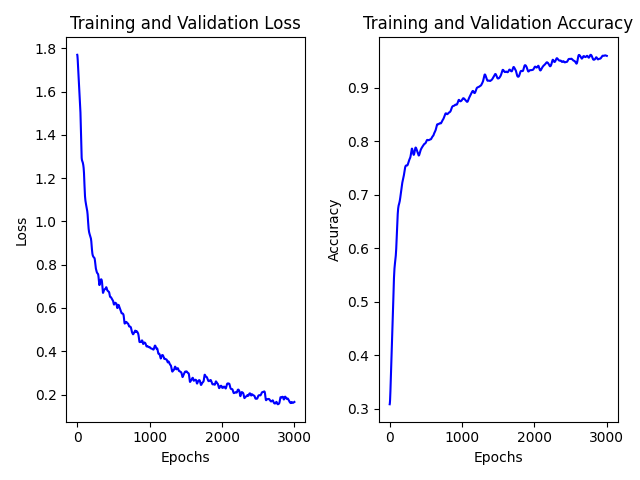 Training and Validation Loss
1.8
1.6
1.4
1.2
1.0
0.8
0.6
0.4
0.2
Loss
0 1000 2000 3000
Epochs
Training and Validation Accuracy
0.9
0.8
0.7
0.6
0.5
0.4
0.3
Accuracy
0 1000 2000 3000
Epochs